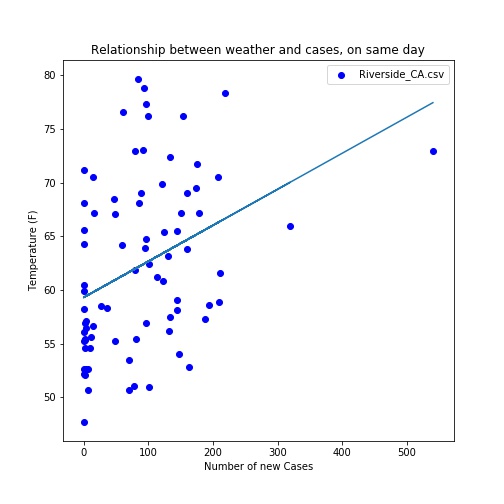 Relationship between weather and cases, on same day
Riverside_CA.csv
80
75
70
65
60
55
50
Temperature (F)
0 100 200 300 400 500
Number of new Cases